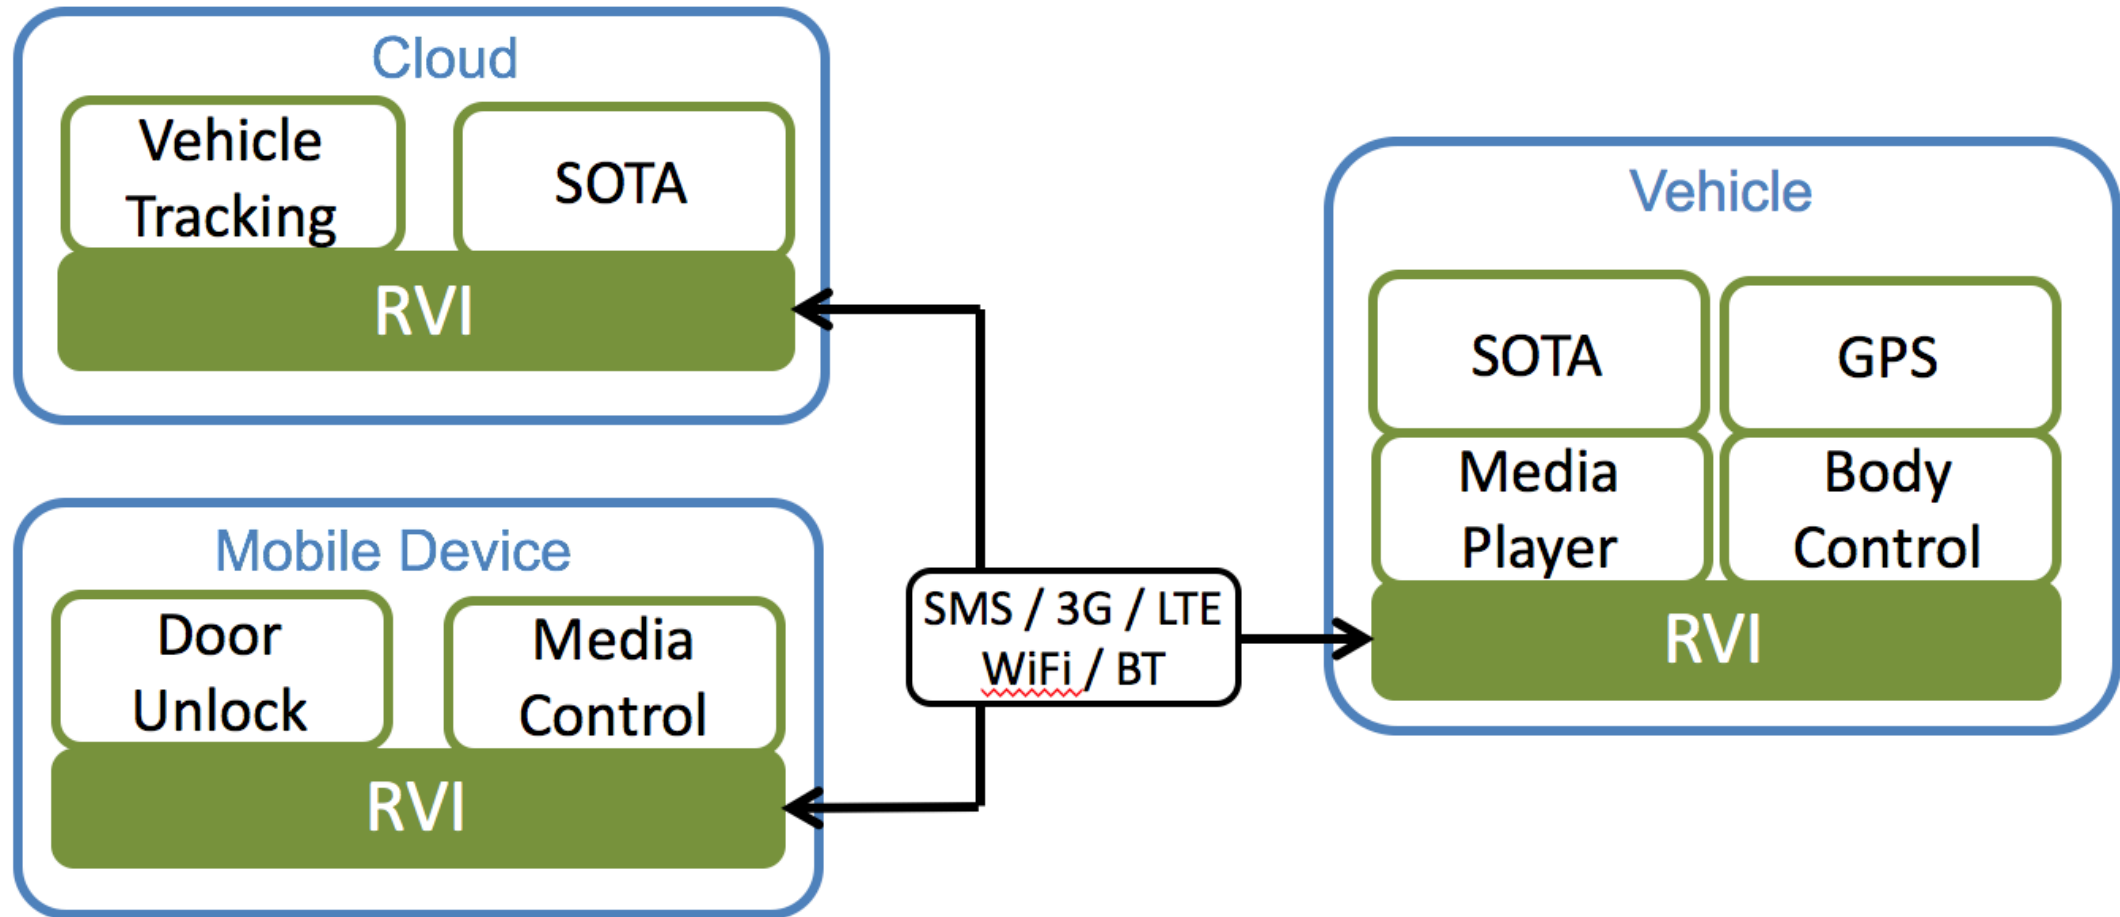 Cloud
Vehicle
Tracking
SOTA
RVI
Mobile Device
Door
Unlock
Media
Control
RVI
SMS / 3G / LTE
WiFi / BT
Vehicle
SOTA
GPS
Media
Player
Body
Control
RVI